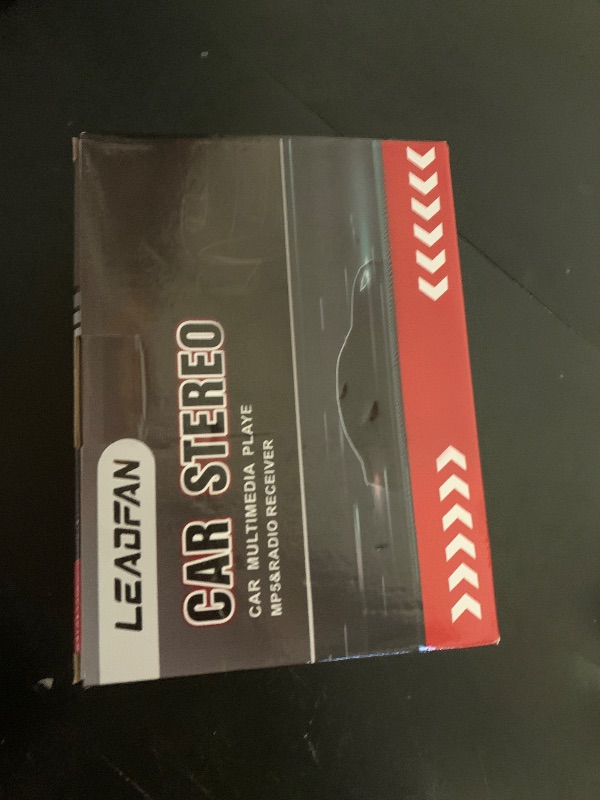 LEADFAN
CAR STEREO
CAR MULTIMEDIA PLAYE
MP5&RADIO RECEIVER